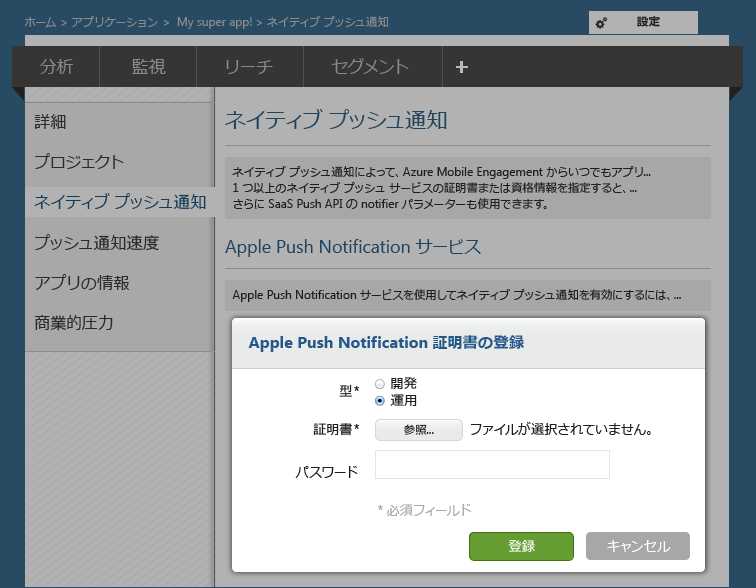 ホーム > アプリケーション > My super app! > ネイティブ プッシュ通知
設定
分析 監視 リーチ セグメント +
詳細
プロジェクト
ネイティブ プッシュ通知
プッシュ通知速度
アプリの情報
商業的圧力
ネイティブ プッシュ通知
ネイティブ プッシュ通知によって、Azure Mobile Engagement からいつでもアプリ...
1 つ以上のネイティブ プッシュ サービスの証明書または資格情報を指定すると、...
さらに SaaS Push API の notifier パラメーターも使用できます。
Apple Push Notification サービス
Apple Push Notification サービスを使用してネイティブ プッシュ通知を有効にするには、...
Apple Push Notification 証明書の登録
型* 開発
運用
証明書* 参照... ファイルが選択されていません。
パスワード
* 必須フィールド
登録 キャンセル